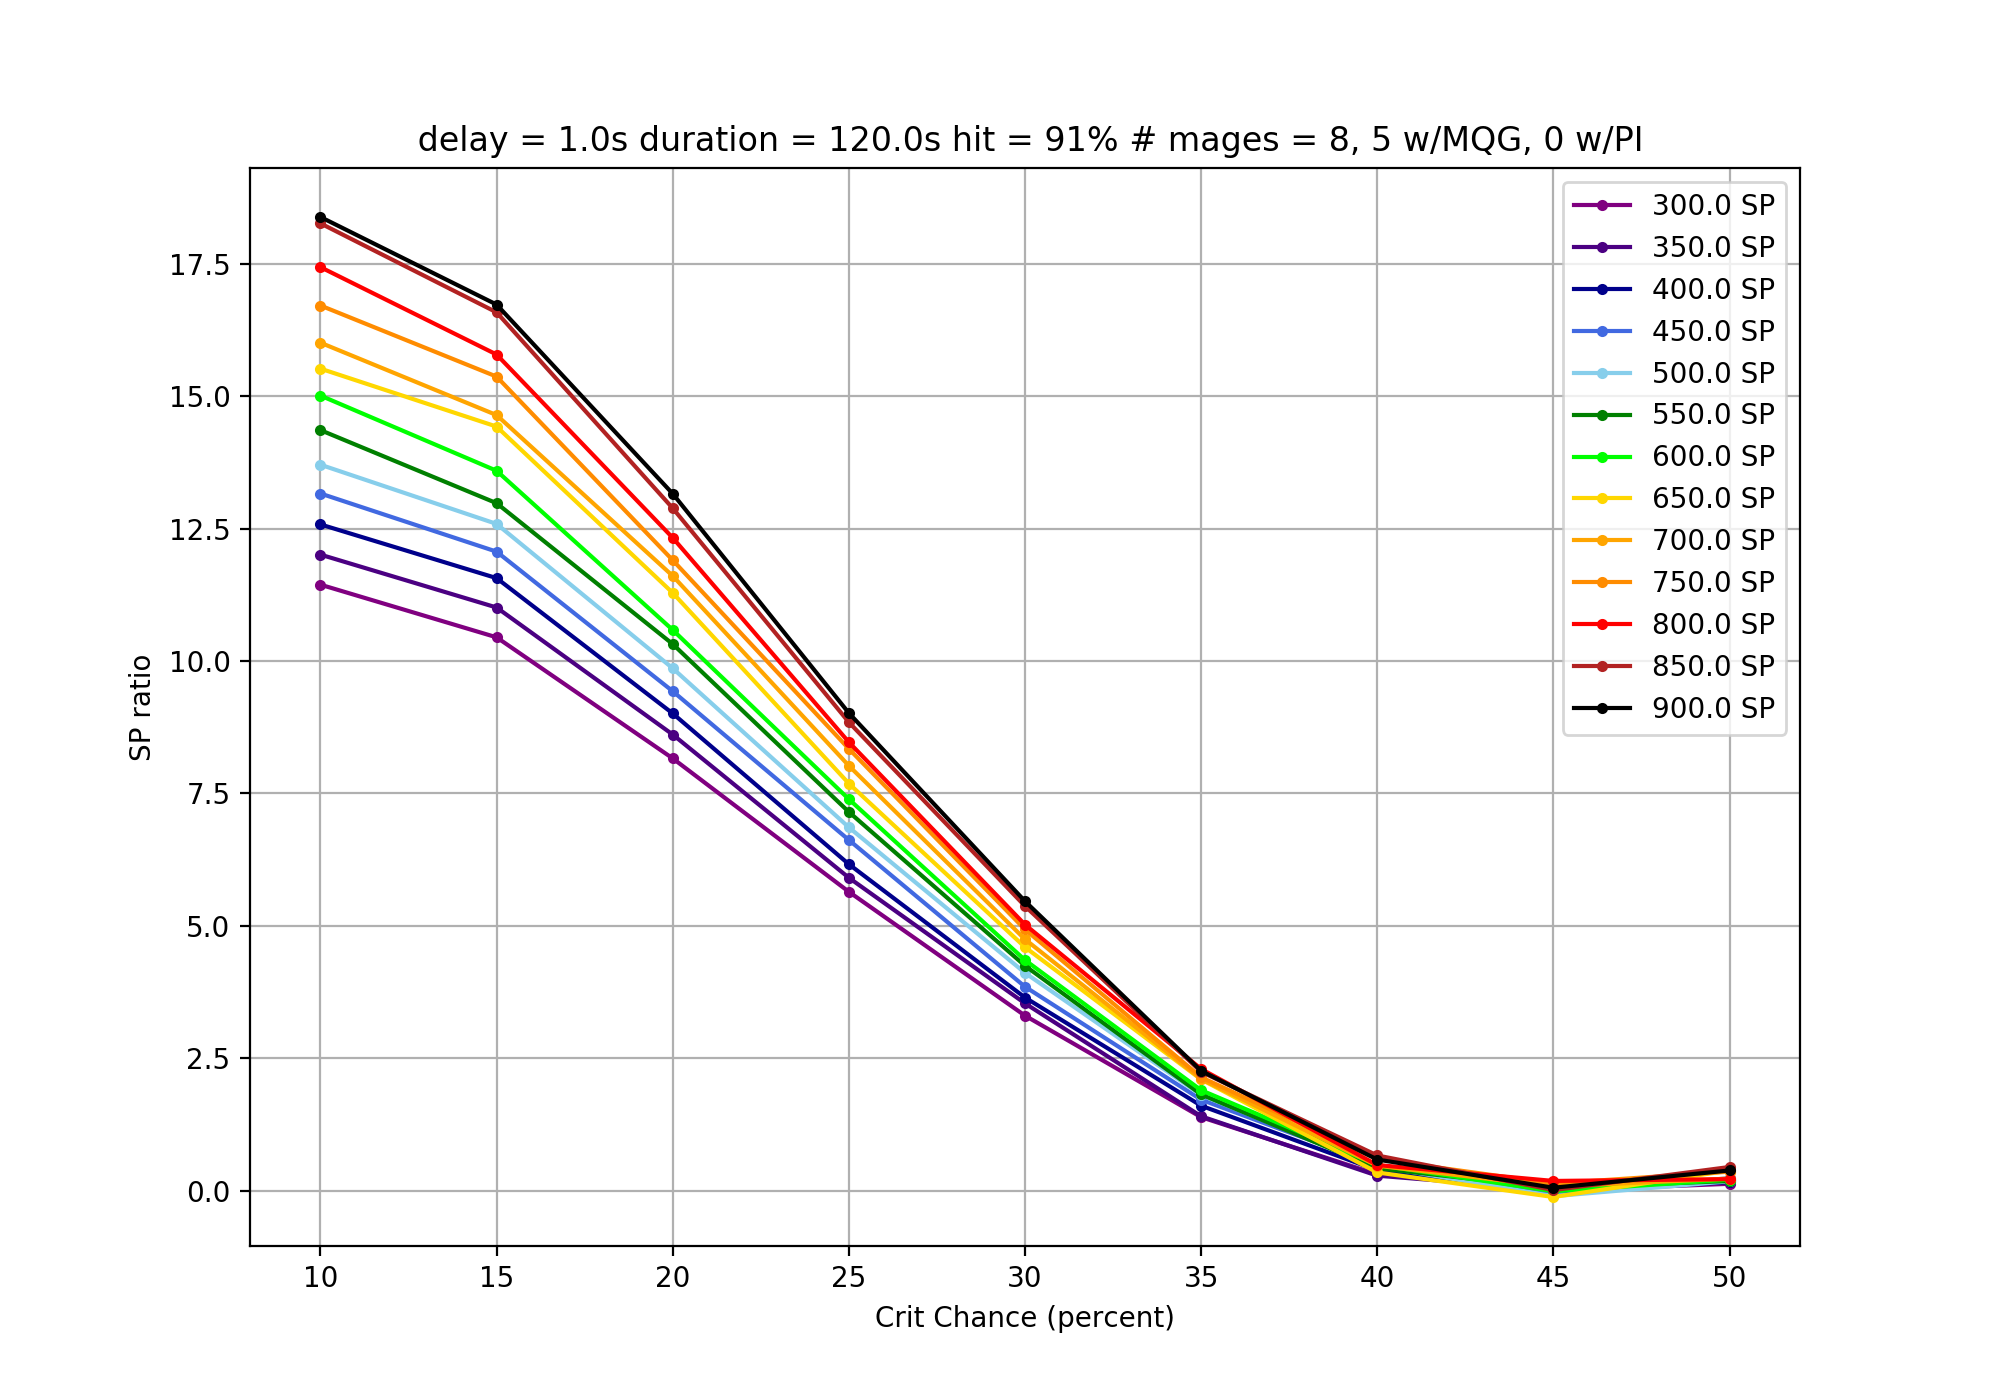 delay = 1.0s duration = 120.0s hit = 91% # mages = 8, 5 w/MQG, 0 w/PI
300.0 SP
350.0 SP
400.0 SP
450.0 SP
500.0 SP
550.0 SP
600.0 SP
650.0 SP
700.0 SP
750.0 SP
800.0 SP
850.0 SP
900.0 SP
17.5
15.0
12.5
10.0
7.5
5.0
2.5
0.0
SP ratio
10 15 20 25 30 35 40 45 50
Crit Chance (percent)